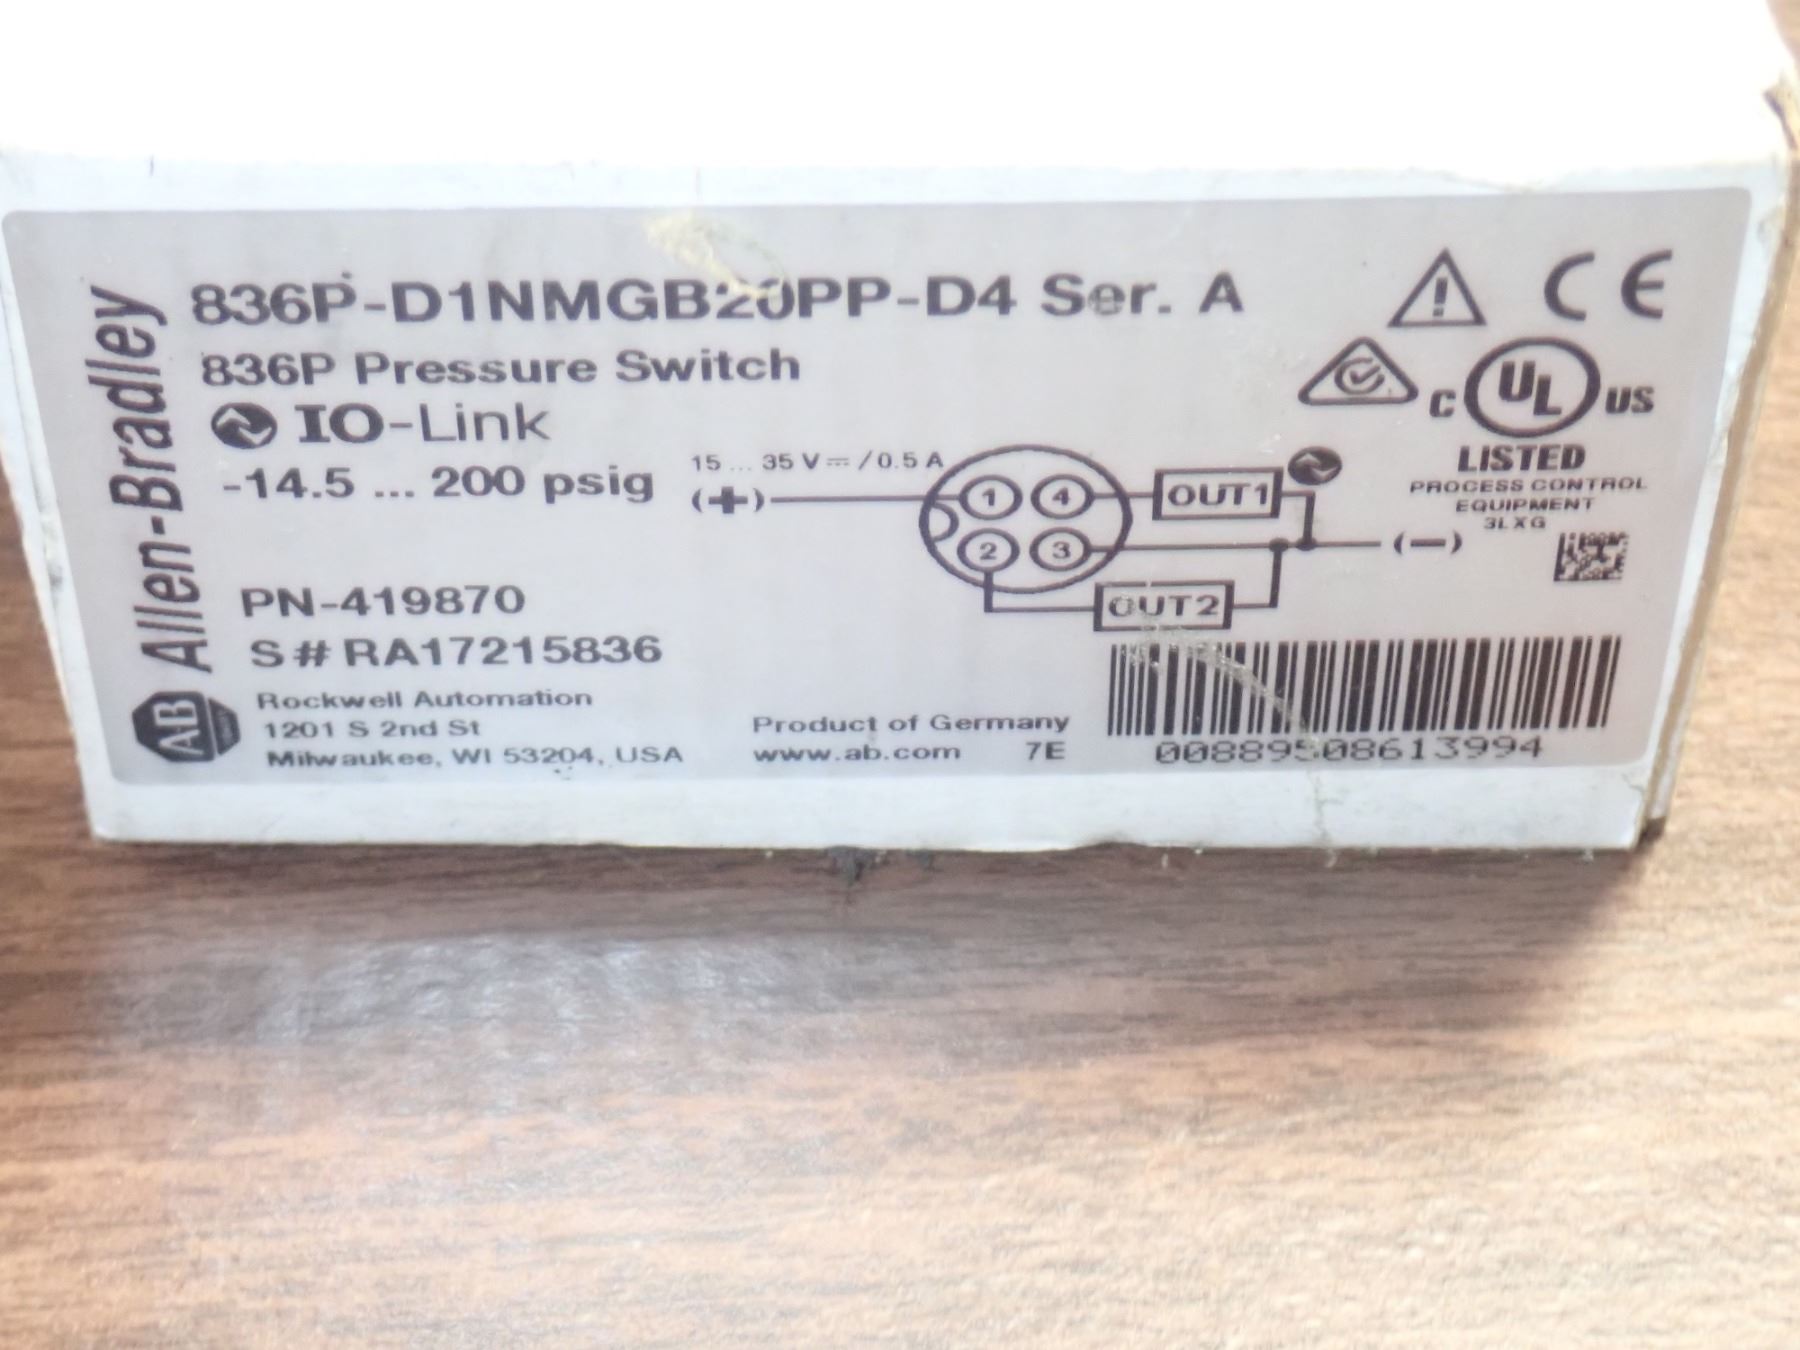 Allen-Bradley
AB
836P-D1NMGB20PP-D4 Ser. A
836P Pressure Switch
IO-Link
-14.5 ... 200 psig
15 ... 35 V⎓/0.5 A
(+)
1
4
2
3
OUT1
OUT2
(−)
CE
C UL US
LISTED
PROCESS CONTROL
EQUIPMENT
3LXG
PN-419870
S# RA17215836
Rockwell Automation
1201 S 2nd St
Milwaukee, WI 53204, USA
Product of Germany
www.ab.com 7E
00889508613994